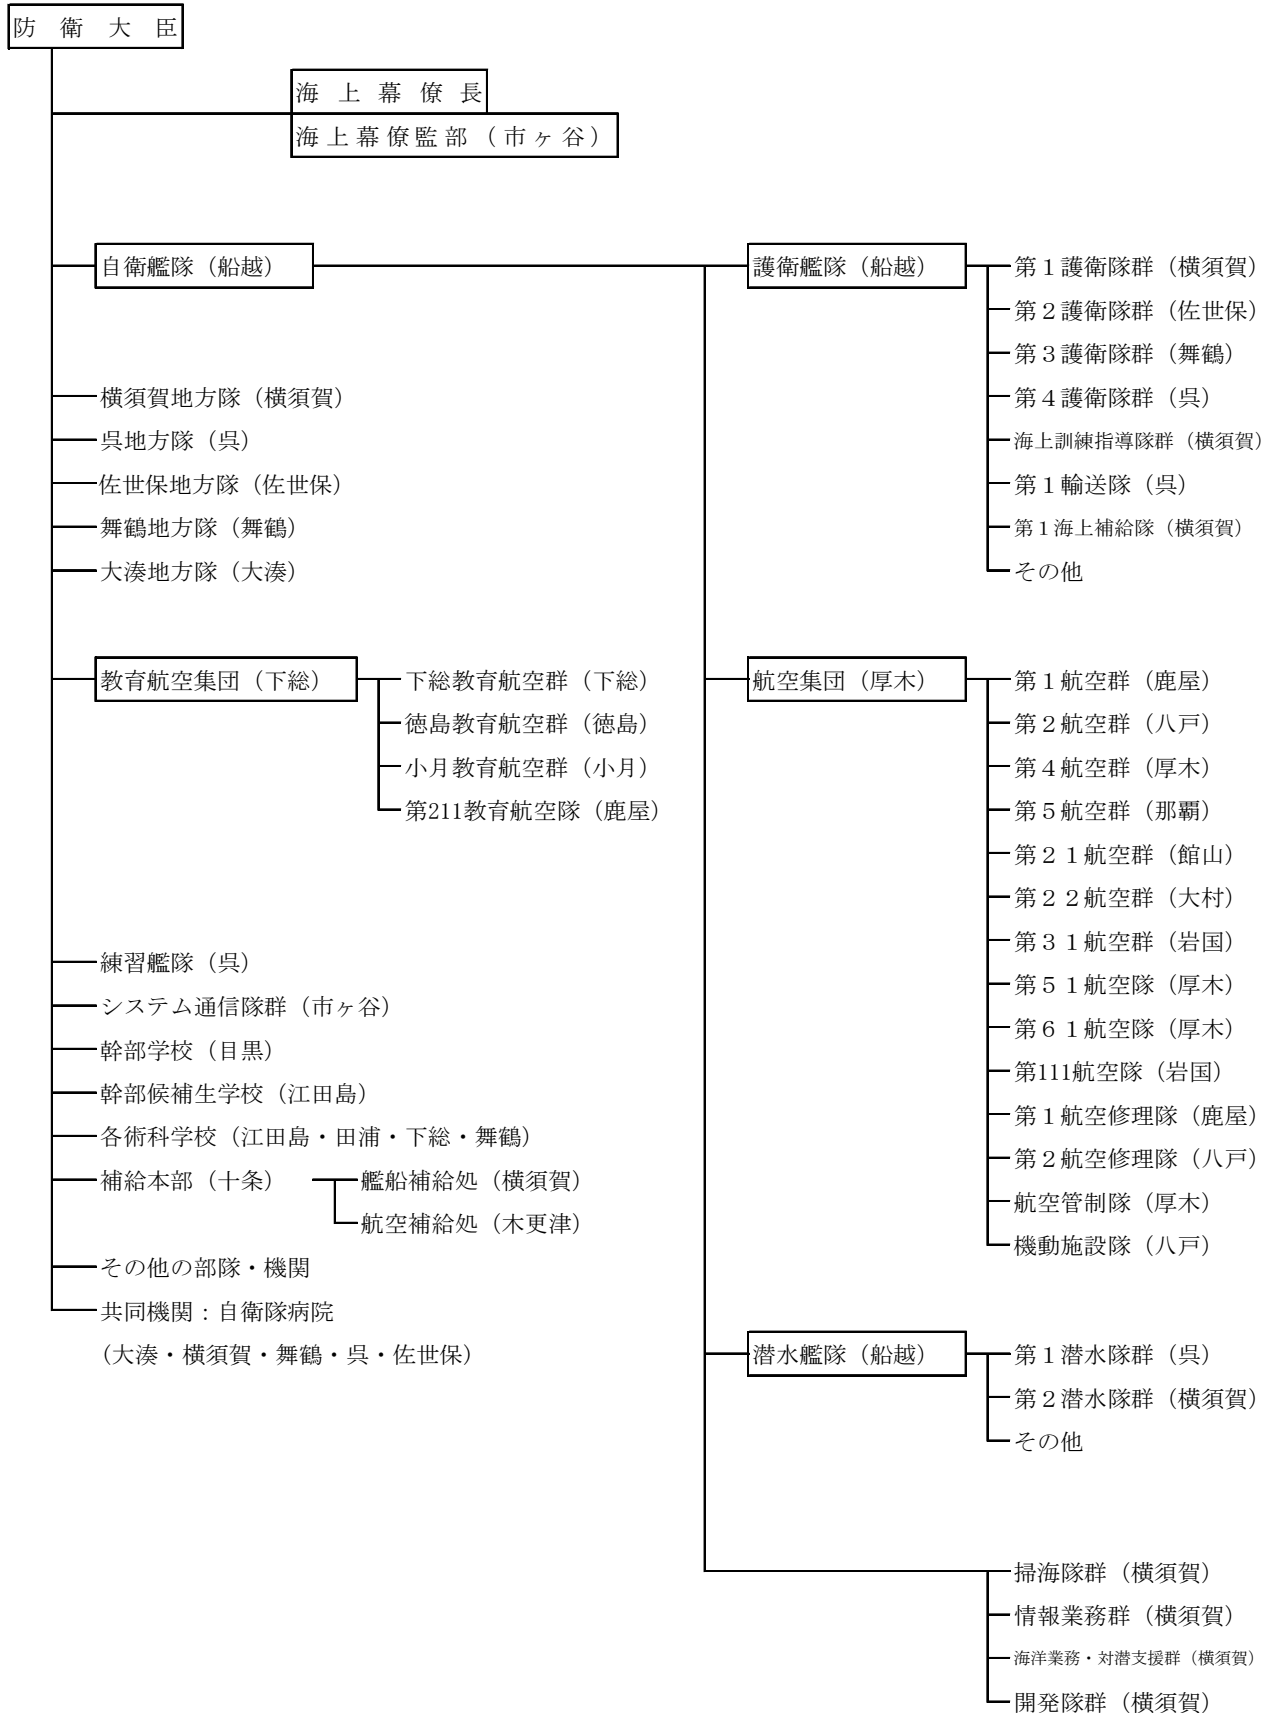 防衛大臣
海上幕僚長
海上幕僚監部（市ヶ谷）
自衛艦隊（船越）
横須賀地方隊（横須賀）
呉地方隊（呉）
佐世保地方隊（佐世保）
舞鶴地方隊（舞鶴）
大湊地方隊（大湊）
教育航空集団（下総）
下総教育航空群（下総）
徳島教育航空群（徳島）
小月教育航空群（小月）
第211教育航空隊（鹿屋）
練習艦隊（呉）
システム通信隊群（市ヶ谷）
幹部学校（目黒）
幹部候補生学校（江田島）
各術科学校（江田島・田浦・下総・舞鶴）
補給本部（十条）
艦船補給処（横須賀）
航空補給処（木更津）
その他の部隊・機関
共同機関：自衛隊病院
（大湊・横須賀・舞鶴・呉・佐世保）
護衛艦隊（船越）
第１護衛隊群（横須賀）
第２護衛隊群（佐世保）
第３護衛隊群（舞鶴）
第４護衛隊群（呉）
海上訓練指導隊群（横須賀）
第１輸送隊（呉）
第１海上補給隊（横須賀）
その他
航空集団（厚木）
第１航空群（鹿屋）
第２航空群（八戸）
第４航空群（厚木）
第５航空群（那覇）
第２１航空群（館山）
第２２航空群（大村）
第３１航空群（岩国）
第５１航空隊（厚木）
第６１航空隊（厚木）
第111航空隊（岩国）
第１航空修理隊（鹿屋）
第２航空修理隊（八戸）
航空管制隊（厚木）
機動施設隊（八戸）
潜水艦隊（船越）
第１潜水隊群（呉）
第２潜水隊群（横須賀）
その他
掃海隊群（横須賀）
情報業務群（横須賀）
海洋業務・対潜支援群（横須賀）
開発隊群（横須賀）